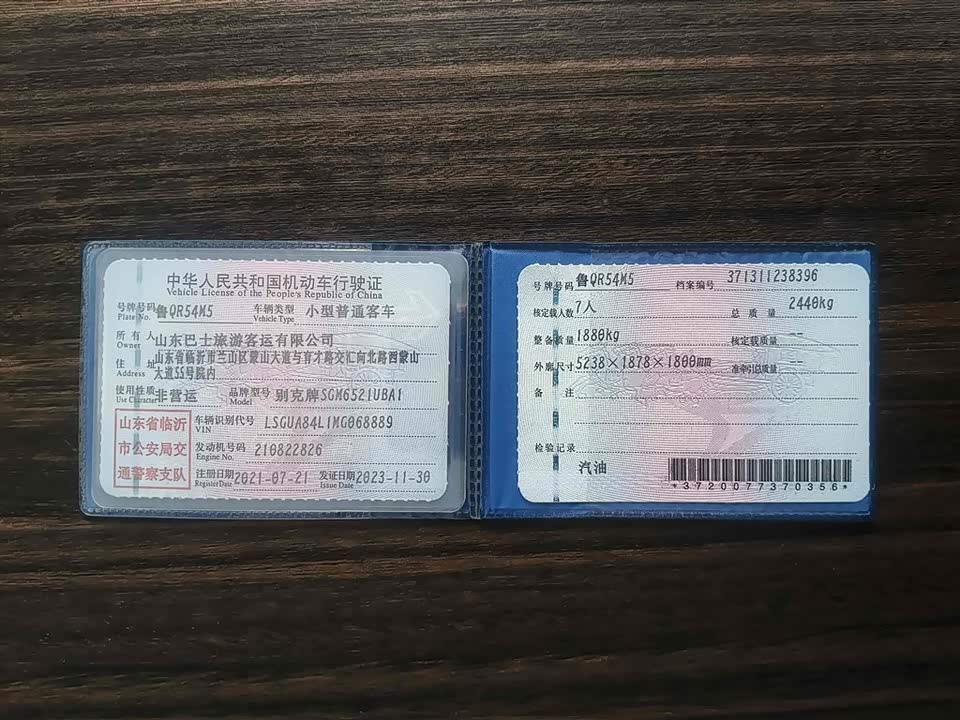 中华人民共和国机动车行驶证
Vehicle License of the People's Republic of China
号牌号码 鲁QR54M5 车辆类型 小型普通客车
Plate No. Vehicle Type
所有人 山东巴士旅游客运有限公司
Owner
住址 山东省临沂市兰山区蒙山大道与育才路交汇向北路西蒙山
Address 大道55号院内
使用性质 非营运 品牌型号 别克牌SGM6521UBA1
Use Character Model
山东省临沂
市公安局交
通警察支队
车辆识别代号 LSGUA84L1MG068889
VIN
发动机号码 210822826
Engine No.
注册日期 2021-07-21 发证日期 2023-11-30
Register Date Issue Date
号牌号码 鲁QR54M5 档案编号 371311238396
核定载人数 7人 总质量 2440kg
整备质量 1880kg 核定载质量 --
外廓尺寸 5238×1878×1800mm 准牵引总质量 --
备注
检验记录
汽油
*3720077370356*